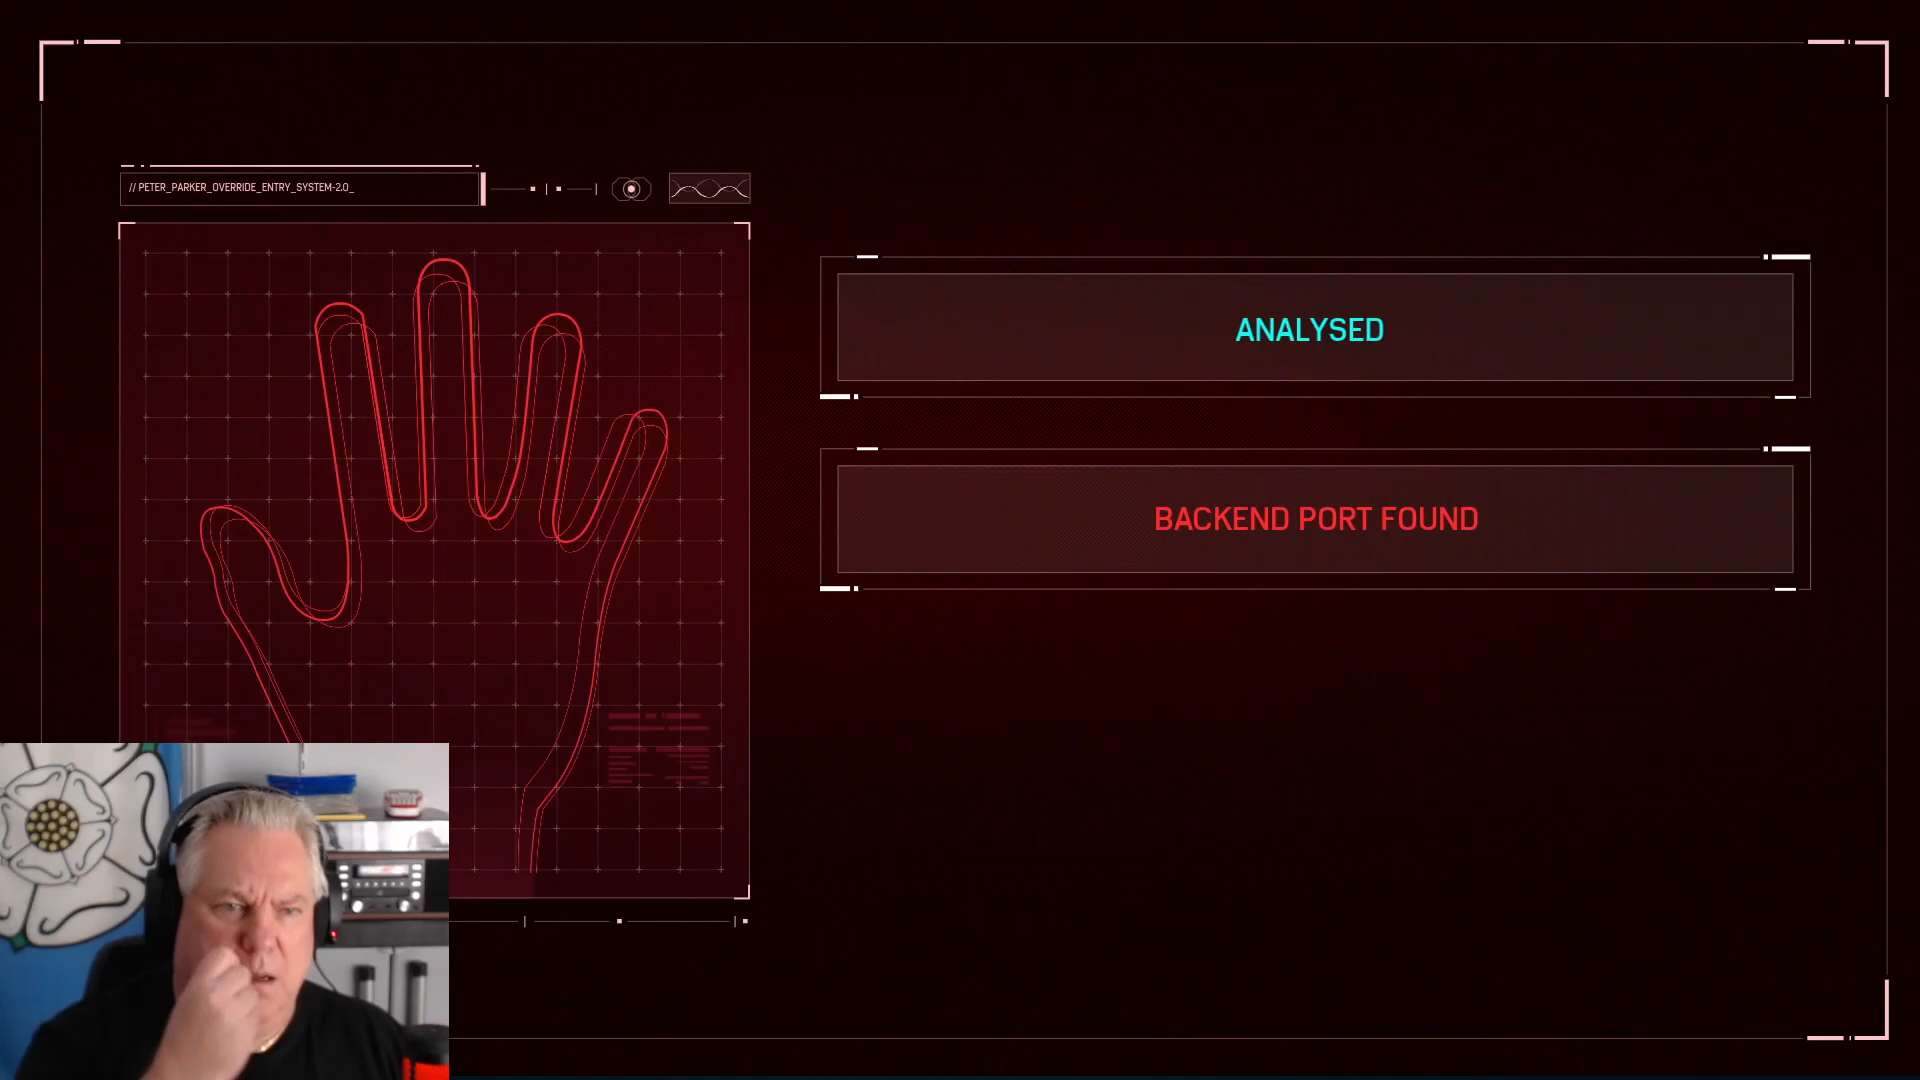 // PETER_PARKER_OVERRIDE_ENTRY_SYSTEM-2.0_
ANALYSED
BACKEND PORT FOUND